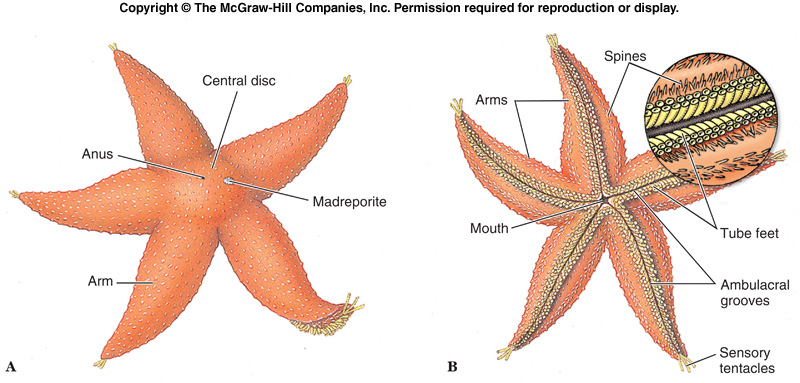 Copyright © The McGraw-Hill Companies, Inc. Permission required for reproduction or display.
Central disc
Anus
Madreporite
Arm
A
Spines
Arms
Mouth
Tube feet
Ambulacral
grooves
Sensory
tentacles
B